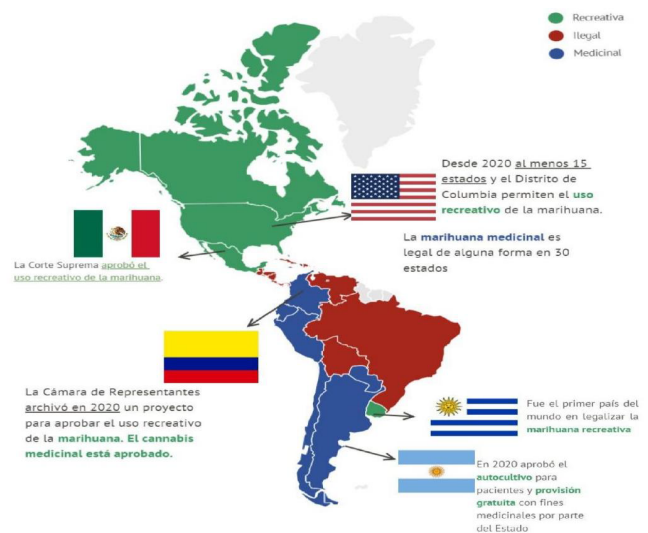 Recreativa
Ilegal
Medicinal
Desde 2020 al menos 15
estados y el Distrito de
Columbia permiten el uso
recreativo de la marihuana.
La marihuana medicinal es
legal de alguna forma en 30
estados
La Corte Suprema aprobó el
uso recreativo de la marihuana.
La Cámara de Representantes
archivó en 2020 un proyecto
para aprobar el uso recreativo
de la marihuana. El cannabis
medicinal está aprobado.
Fue el primer país del
mundo en legalizar la
marihuana recreativa
En 2020 aprobó el
autocultivo para
pacientes y provisión
gratuita con fines
medicinales por parte
del Estado